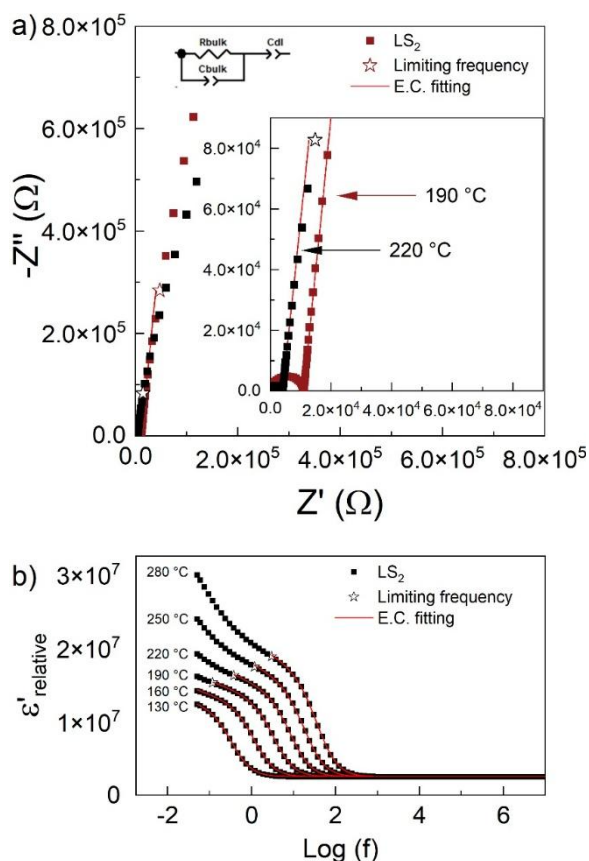 a)
8.0×10⁵
6.0×10⁵
4.0×10⁵
2.0×10⁵
0.0
-Z'' (Ω)
Rbulk
Cbulk
Cdl
LS₂
Limiting frequency
E.C. fitting
8.0×10⁴
6.0×10⁴
4.0×10⁴
2.0×10⁴
0.0
190 °C
220 °C
0.0 2.0×10⁴ 4.0×10⁴ 6.0×10⁴ 8.0×10⁴
0.0 2.0×10⁵ 4.0×10⁵ 6.0×10⁵ 8.0×10⁵
Z' (Ω)
b)
3×10⁷
2×10⁷
1×10⁷
0
ε'relative
280 °C
250 °C
220 °C
190 °C
160 °C
130 °C
LS₂
Limiting frequency
E.C. fitting
-2 0 2 4 6
Log (f)